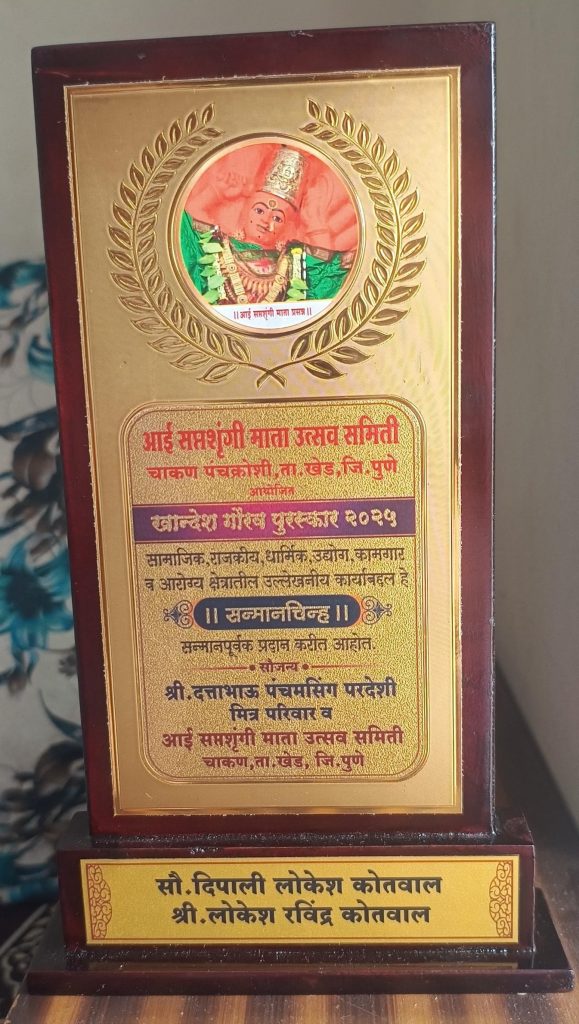 ।। आई सप्तशृंगी माता प्रसन्न ।।
आई सप्तशृंगी माता उत्सव समिती
चाकण पंचक्रोशी,ता.खेड,जि.पुणे
आयोजित
खान्देश गौरव पुरस्कार २०२५
सामाजिक,राजकीय,धार्मिक,उद्योग,कामगार
व आरोग्य क्षेत्रातील उल्लेखनीय कार्याबद्दल हे
।। सन्मानचिन्ह ।।
सन्मानपूर्वक प्रदान करीत आहोत.
सौजन्य
श्री.दत्ताभाऊ पंचमसिंग परदेशी
मित्र परिवार व
आई सप्तशृंगी माता उत्सव समिती
चाकण,ता.खेड, जि.पुणे
सौ.दिपाली लोकेश कोतवाल
श्री.लोकेश रविंद्र कोतवाल